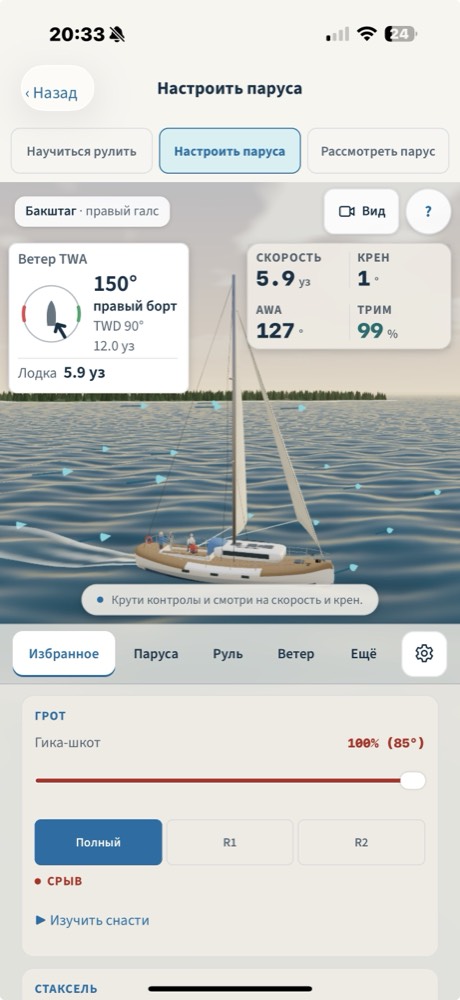 20:33
24
‹ Назад
Настроить паруса
Научиться рулить
Настроить паруса
Рассмотреть парус
Бакштаг · правый галс
Вид
?
Ветер TWA
150°
правый борт
TWD 90°
12.0 уз
Лодка 5.9 уз
СКОРОСТЬ
5.9 уз
КРЕН
1 °
AWA
127 °
ТРИМ
99 %
Крути контролы и смотри на скорость и крен.
Избранное
Паруса
Руль
Ветер
Ещё
ГРОТ
Гика-шкот
100% (85°)
Полный
R1
R2
СРЫВ
Изучить снасти
СТАКСЕЛЬ